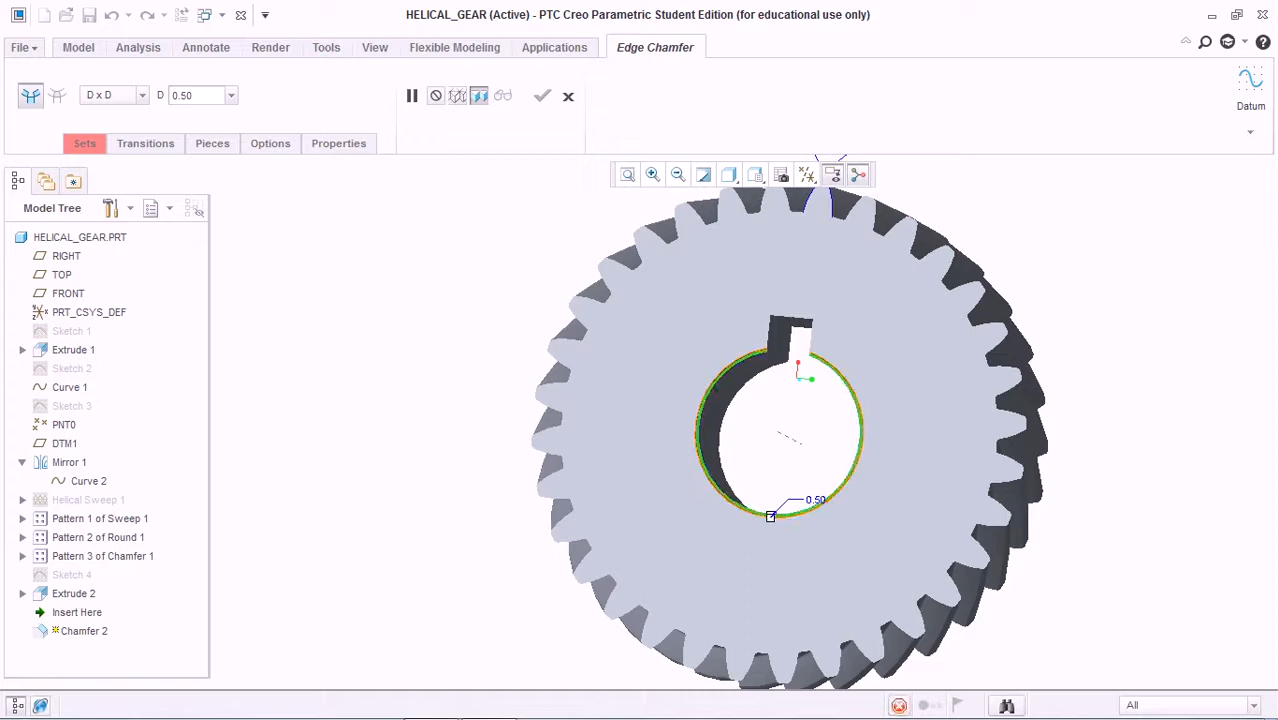 HELICAL_GEAR (Active) - PTC Creo Parametric Student Edition (for educational use only)
File Model Analysis Annotate Render Tools View Flexible Modeling Applications Edge Chamfer
D x D D 0.50
Datum
Sets Transitions Pieces Options Properties
Model Tree
HELICAL_GEAR.PRT
RIGHT
TOP
FRONT
PRT_CSYS_DEF
Sketch 1
Extrude 1
Sketch 2
Curve 1
Sketch 3
PNT0
DTM1
Mirror 1
Curve 2
Helical Sweep 1
Pattern 1 of Sweep 1
Pattern 2 of Round 1
Pattern 3 of Chamfer 1
Sketch 4
Extrude 2
Insert Here
Chamfer 2
0.50
All